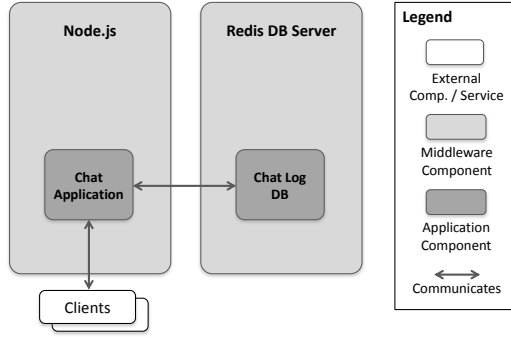 Node.js
Redis DB Server
Chat
Application
Chat Log
DB
Clients
Legend
External
Comp. / Service
Middleware
Component
Application
Component
Communicates